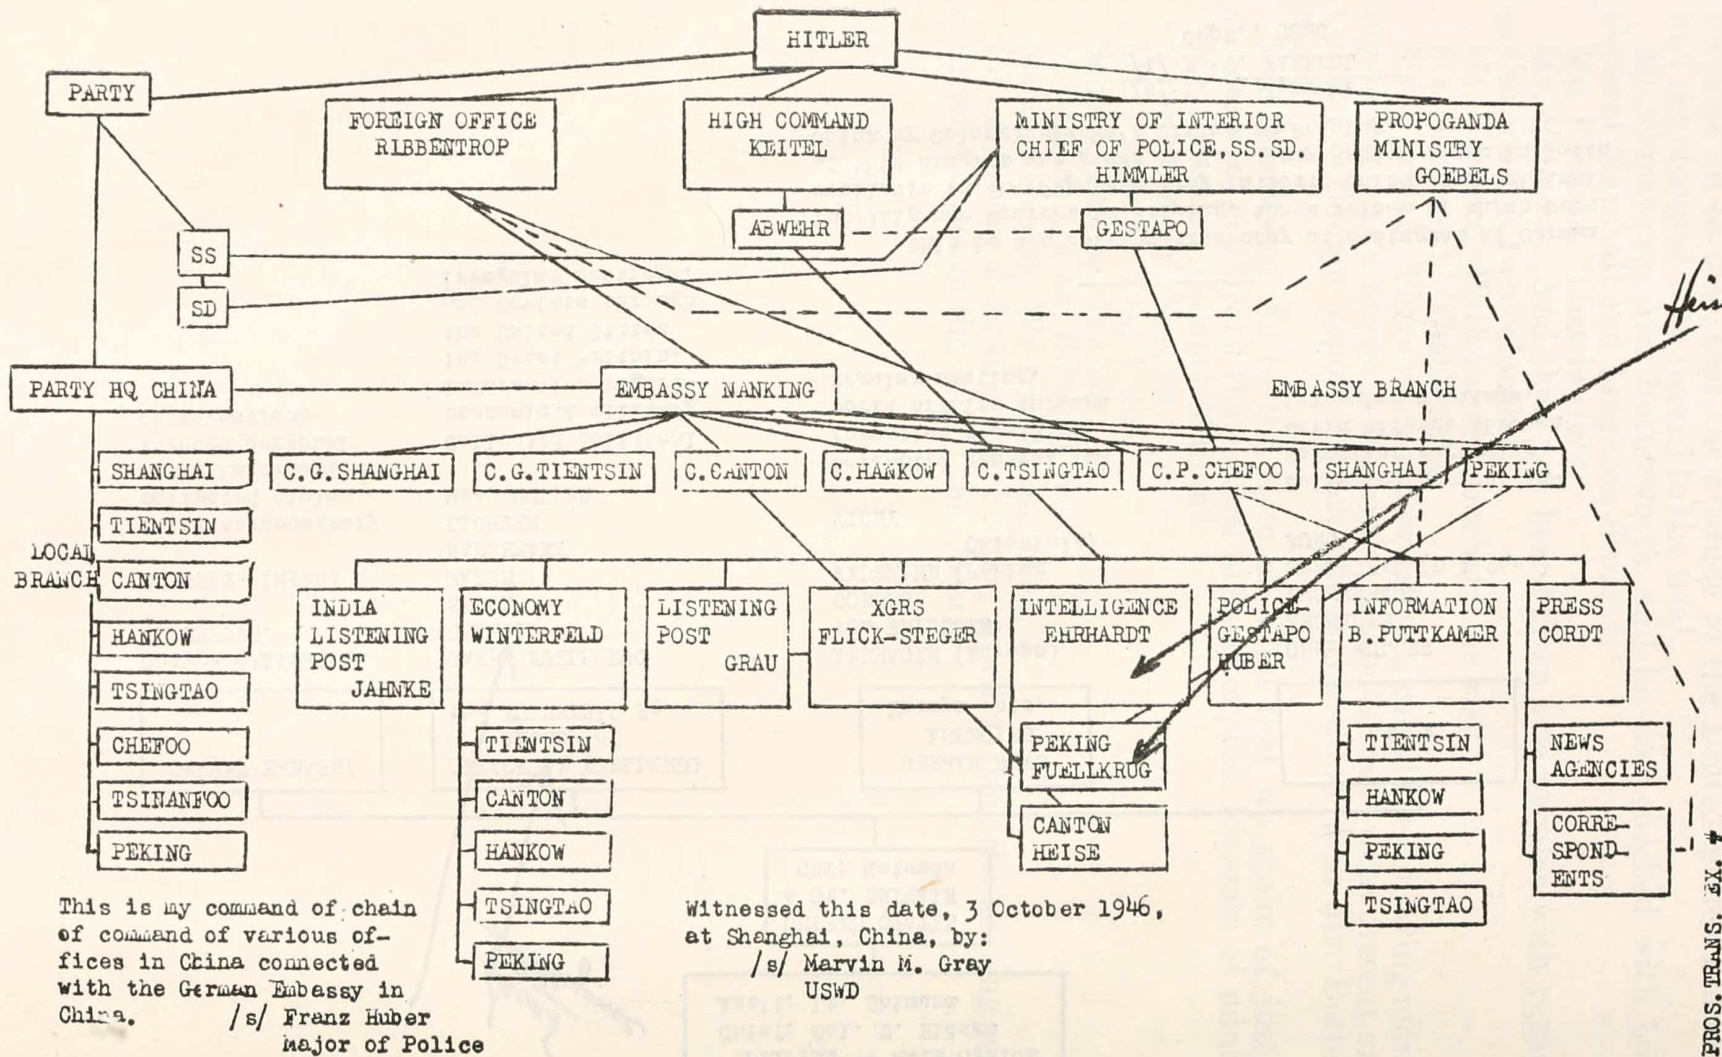 HITLER
PARTY
FOREIGN OFFICE
RIBBENTROP
HIGH COMMAND
KEITEL
MINISTRY OF INTERIOR
CHIEF OF POLICE,SS.SD.
HIMMLER
PROPOGANDA
MINISTRY
GOEBELS
ABWEHR
GESTAPO
SS
SD
PARTY HQ CHINA
EMBASSY NANKING
EMBASSY BRANCH
SHANGHAI
C.G.SHANGHAI
C.G.TIENTSIN
C.CANTON
C.HANKOW
C.TSINGTAO
C.P.CHEFOO
SHANGHAI
PEKING
TIENTSIN
LOCAL
BRANCH
CANTON
HANKOW
TSINGTAO
CHEFOO
TSINANFOO
PEKING
INDIA
LISTENING
POST
JAHNKE
ECONOMY
WINTERFELD
LISTENING
POST
GRAU
XGRS
FLICK-STEGER
INTELLIGENCE
EHRHARDT
POLICE-
GESTAPO
HUBER
INFORMATION
B.PUTTKAMER
PRESS
CORDT
TIENTSIN
CANTON
HANKOW
TSINGTAO
PEKING
PEKING
FUELLKRUG
CANTON
HEISE
TIENTSIN
HANKOW
PEKING
TSINGTAO
NEWS
AGENCIES
CORRE-
SPOND-
ENTS
This is my command of chain
of command of various of-
fices in China connected
with the German Embassy in
China. /s/ Franz Huber
Major of Police
Witnessed this date, 3 October 1946,
at Shanghai, China, by:
/s/ Marvin M. Gray
USWD
PROS. TRANS. EX. #